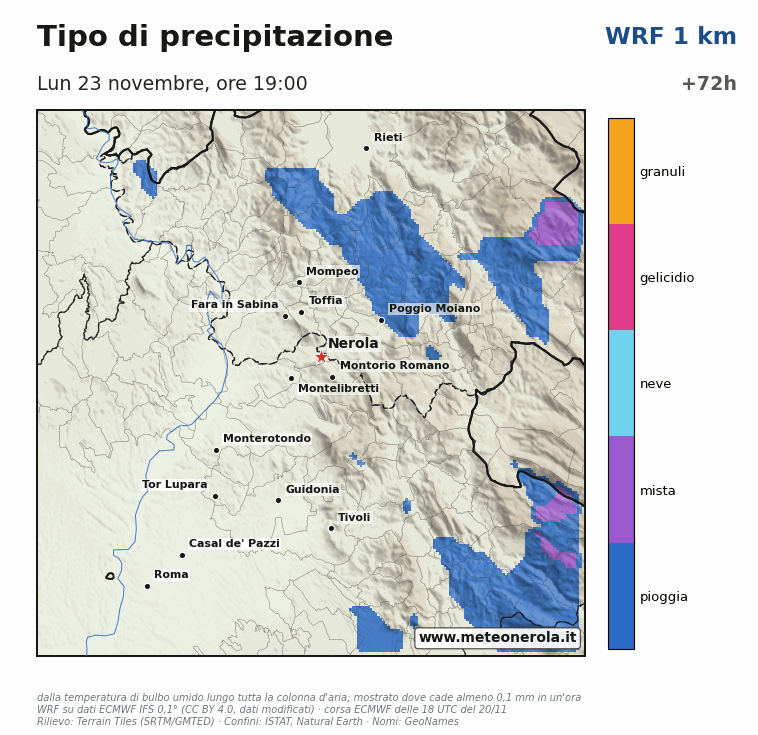 Tipo di precipitazione
WRF 1 km
Lun 23 novembre, ore 19:00
+72h
Rieti
granuli
gelicidio
Mompeo
Toffia
Fara in Sabina
Poggio Moiano
Nerola
Montorio Romano
Montelibretti
neve
Monterotondo
mista
Tor Lupara
Guidonia
Tivoli
Casal de' Pazzi
Roma
pioggia
www.meteonerola.it
dalla temperatura di bulbo umido lungo tutta la colonna d'aria; mostrato dove cade almeno 0,1 mm in un'ora
WRF su dati ECMWF IFS 0,1° (CC BY 4.0, dati modificati) · corsa ECMWF delle 18 UTC del 20/11
Rilievo: Terrain Tiles (SRTM/GMTED) · Confini: ISTAT, Natural Earth · Nomi: GeoNames